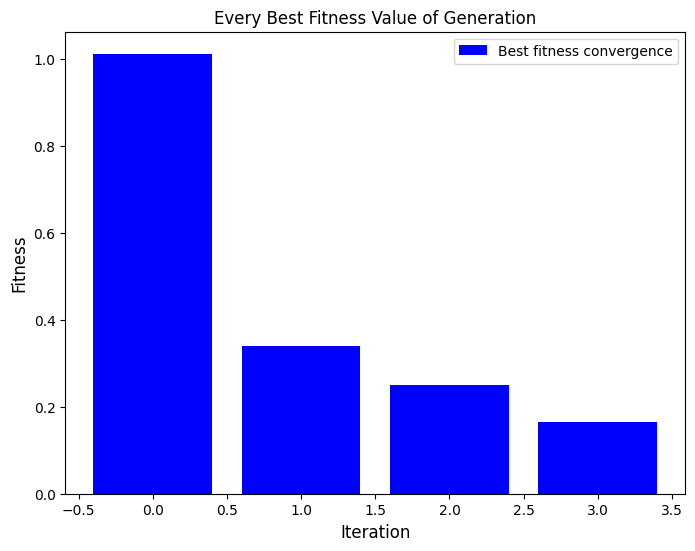 Every Best Fitness Value of Generation
Best fitness convergence
Fitness
1.0
0.8
0.6
0.4
0.2
0.0
−0.5 0.0 0.5 1.0 1.5 2.0 2.5 3.0 3.5
Iteration